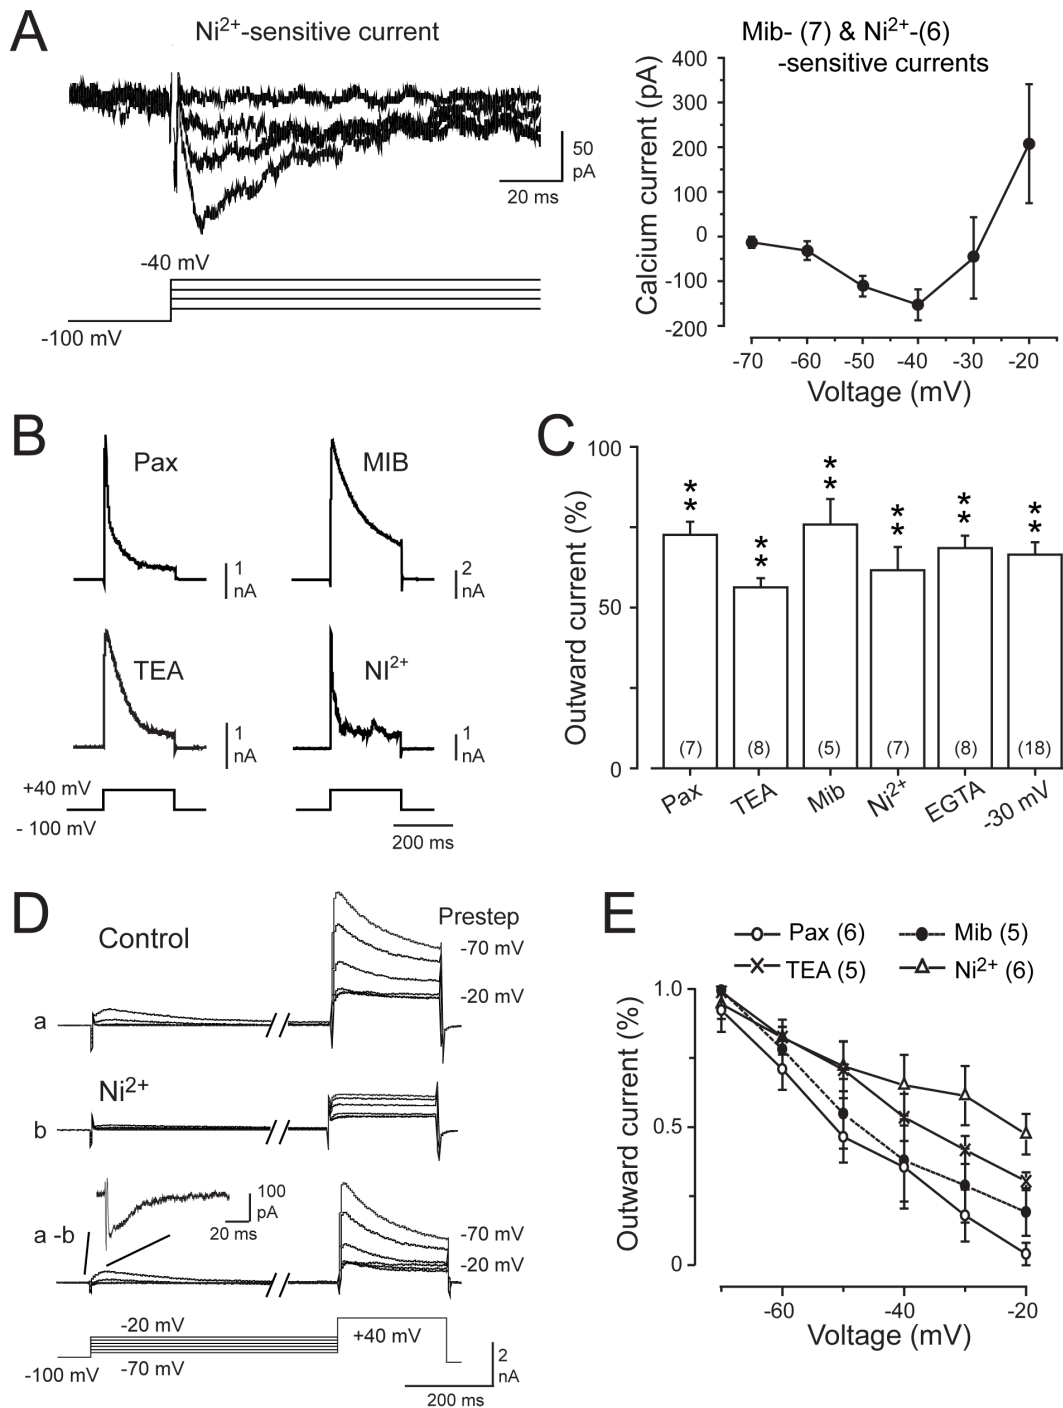 A
Ni²⁺-sensitive current
50
pA
20 ms
-40 mV
-100 mV
Mib- (7) & Ni²⁺-(6)
-sensitive currents
Calcium current (pA)
400
300
200
100
0
-100
-200
-70 -60 -50 -40 -30 -20
Voltage (mV)
B
Pax
1
nA
MIB
2
nA
TEA
1
nA
NI²⁺
1
nA
+40 mV
- 100 mV
200 ms
C
Outward current (%)
100
50
0
** ** ** ** ** **
(7) (8) (5) (7) (8) (18)
Pax TEA Mib Ni²⁺ EGTA -30 mV
D
Control
Prestep
-70 mV
-20 mV
a
Ni²⁺
b
100
pA
20 ms
a -b
-70 mV
-20 mV
-20 mV
+40 mV
-100 mV
-70 mV
2
nA
200 ms
E
Pax (6) Mib (5)
TEA (5) Ni²⁺ (6)
Outward current (%)
1.0
0.5
0
-60 -40 -20
Voltage (mV)